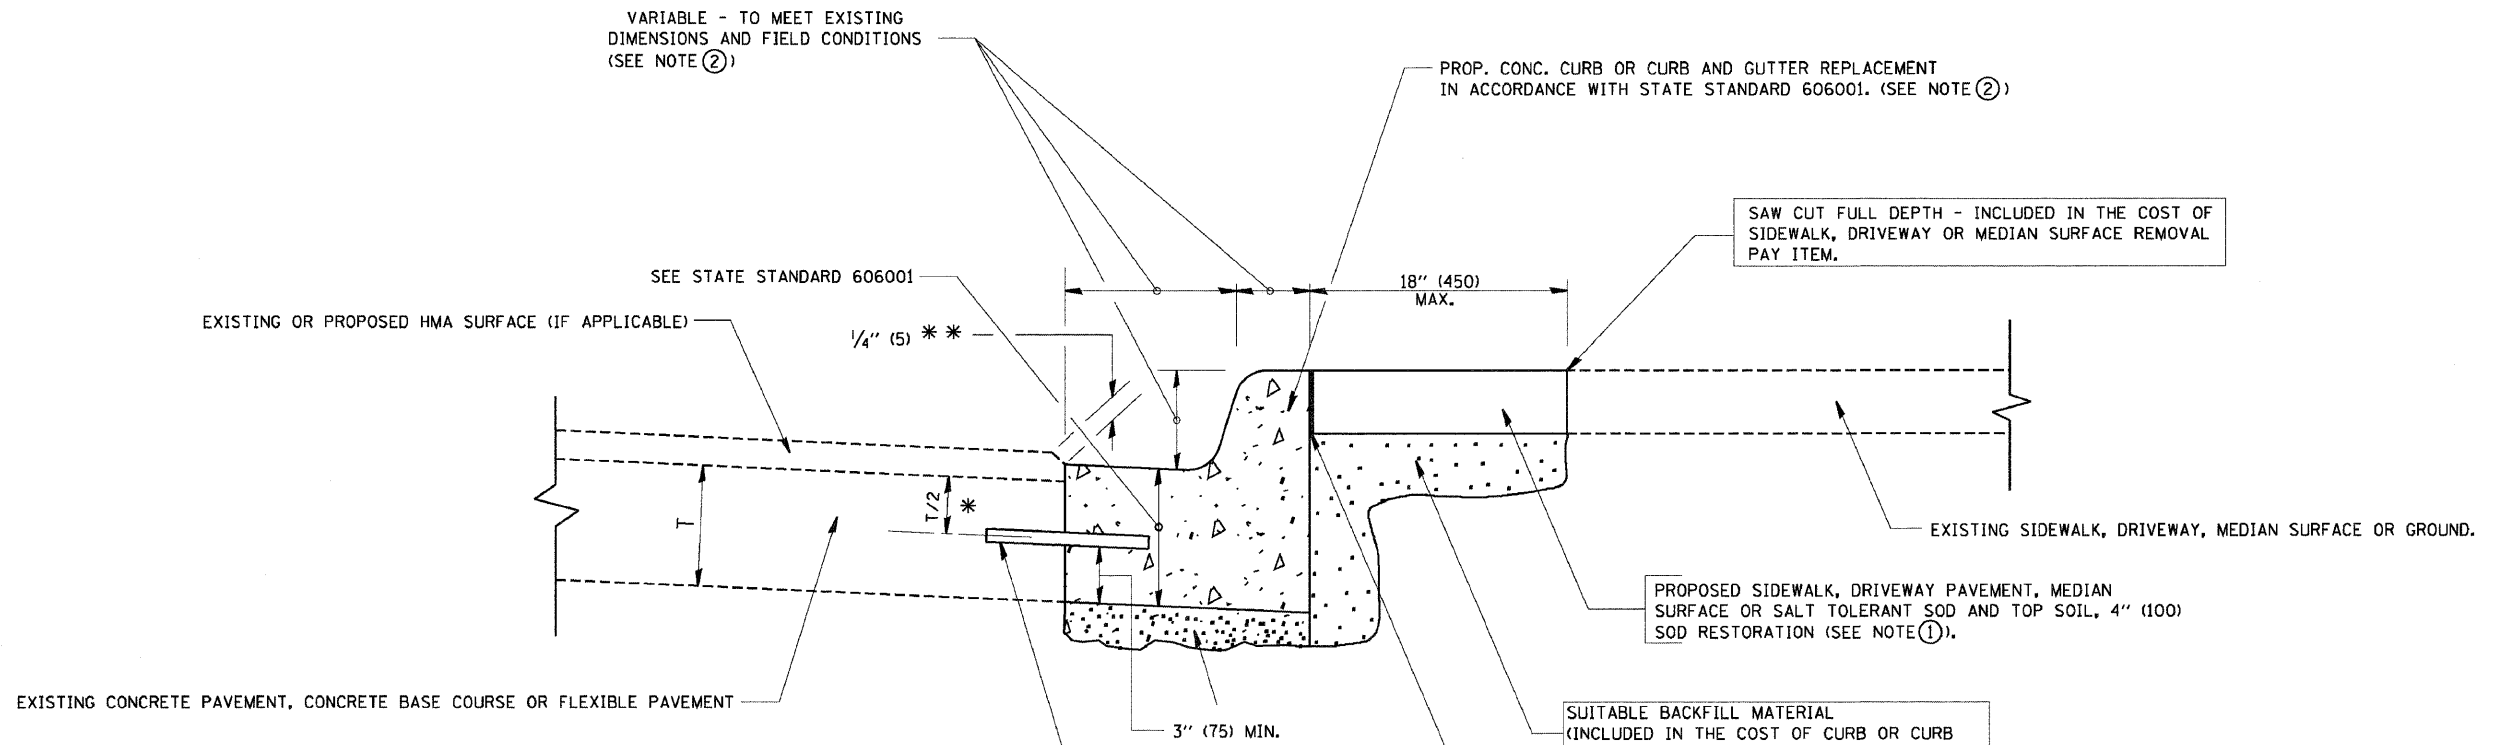 VARIABLE - TO MEET EXISTING
DIMENSIONS AND FIELD CONDITIONS
(SEE NOTE ②)
PROP. CONC. CURB OR CURB AND GUTTER REPLACEMENT
IN ACCORDANCE WITH STATE STANDARD 606001. (SEE NOTE ②)
SAW CUT FULL DEPTH - INCLUDED IN THE COST OF
SIDEWALK, DRIVEWAY OR MEDIAN SURFACE REMOVAL
PAY ITEM.
SEE STATE STANDARD 606001
18" (450)
MAX.
EXISTING OR PROPOSED HMA SURFACE (IF APPLICABLE)
1/4" (5) * *
T
T/2 *
EXISTING SIDEWALK, DRIVEWAY, MEDIAN SURFACE OR GROUND.
PROPOSED SIDEWALK, DRIVEWAY PAVEMENT, MEDIAN
SURFACE OR SALT TOLERANT SOD AND TOP SOIL, 4" (100)
SOD RESTORATION (SEE NOTE ①).
EXISTING CONCRETE PAVEMENT, CONCRETE BASE COURSE OR FLEXIBLE PAVEMENT
3" (75) MIN.
SUITABLE BACKFILL MATERIAL
(INCLUDED IN THE COST OF CURB OR CURB